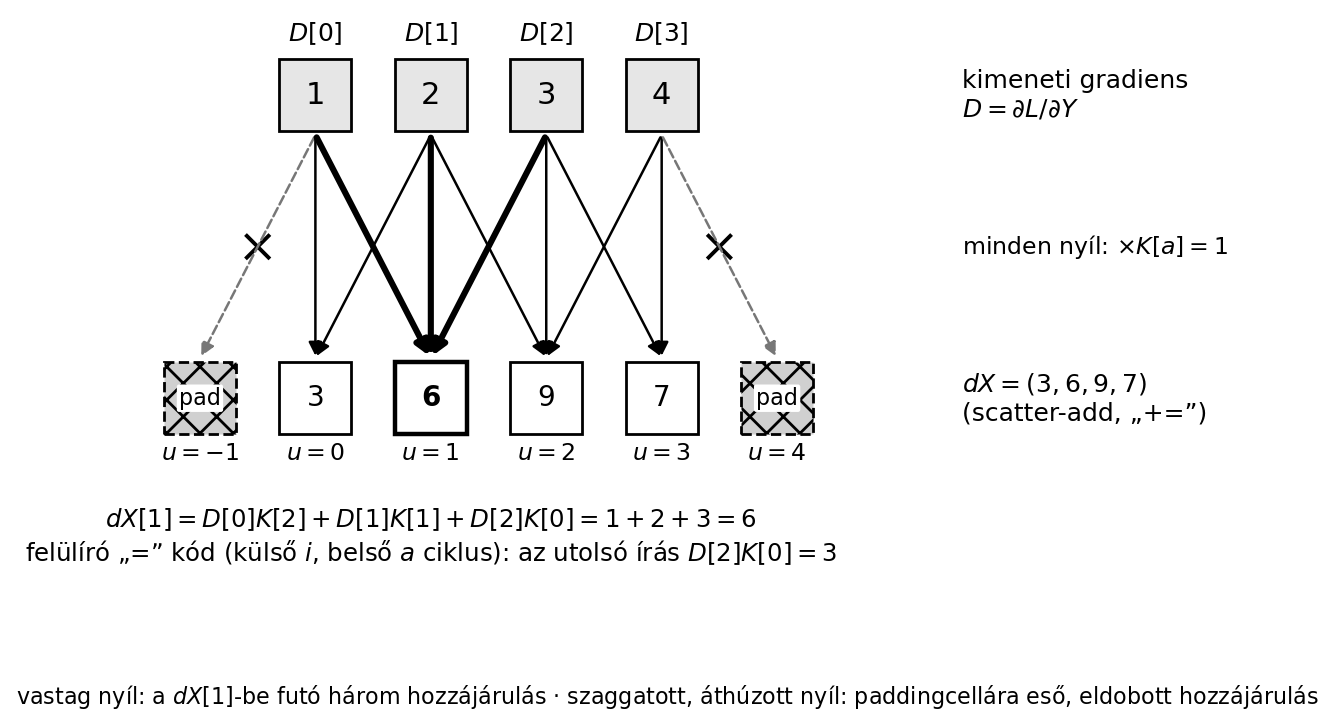 D[0] D[1] D[2] D[3]
1 2 3 4
kimeneti gradiens
D = ∂L/∂Y
minden nyíl: ×K[a] = 1
pad 3 6 9 7 pad
u = −1 u = 0 u = 1 u = 2 u = 3 u = 4
dX = (3, 6, 9, 7)
(scatter-add, „+=”)
dX[1] = D[0]K[2] + D[1]K[1] + D[2]K[0] = 1 + 2 + 3 = 6
felülíró „=” kód (külső i, belső a ciklus): az utolsó írás D[2]K[0] = 3
vastag nyíl: a dX[1]-be futó három hozzájárulás · szaggatott, áthúzott nyíl: paddingcellára eső, eldobott hozzájárulás